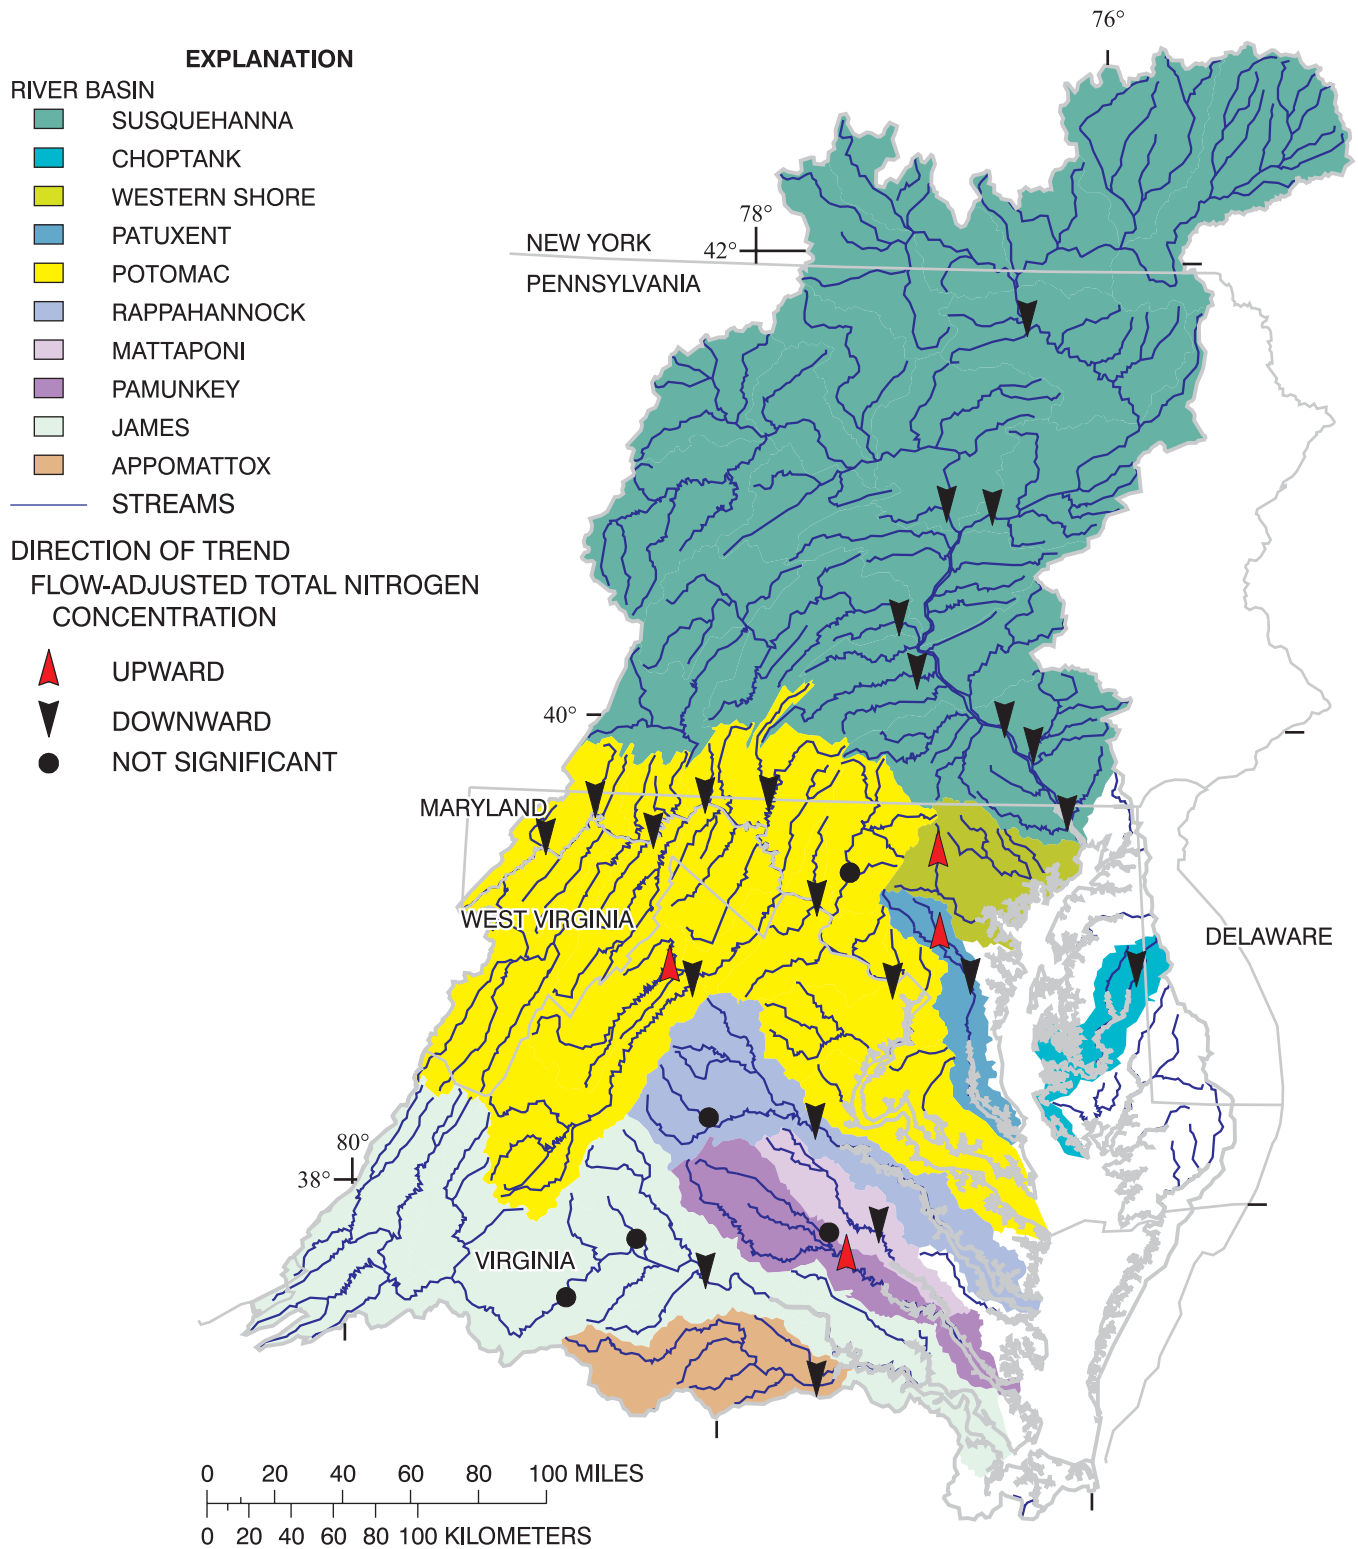 EXPLANATION
RIVER BASIN
SUSQUEHANNA
CHOPTANK
WESTERN SHORE
PATUXENT
POTOMAC
RAPPAHANNOCK
MATTAPONI
PAMUNKEY
JAMES
APPOMATTOX
STREAMS
DIRECTION OF TREND
FLOW-ADJUSTED TOTAL NITROGEN
CONCENTRATION
UPWARD
DOWNWARD
NOT SIGNIFICANT
76°
78°
42°
NEW YORK
PENNSYLVANIA
40°
MARYLAND
WEST VIRGINIA
DELAWARE
80°
38°
VIRGINIA
0 20 40 60 80 100 MILES
0 20 40 60 80 100 KILOMETERS